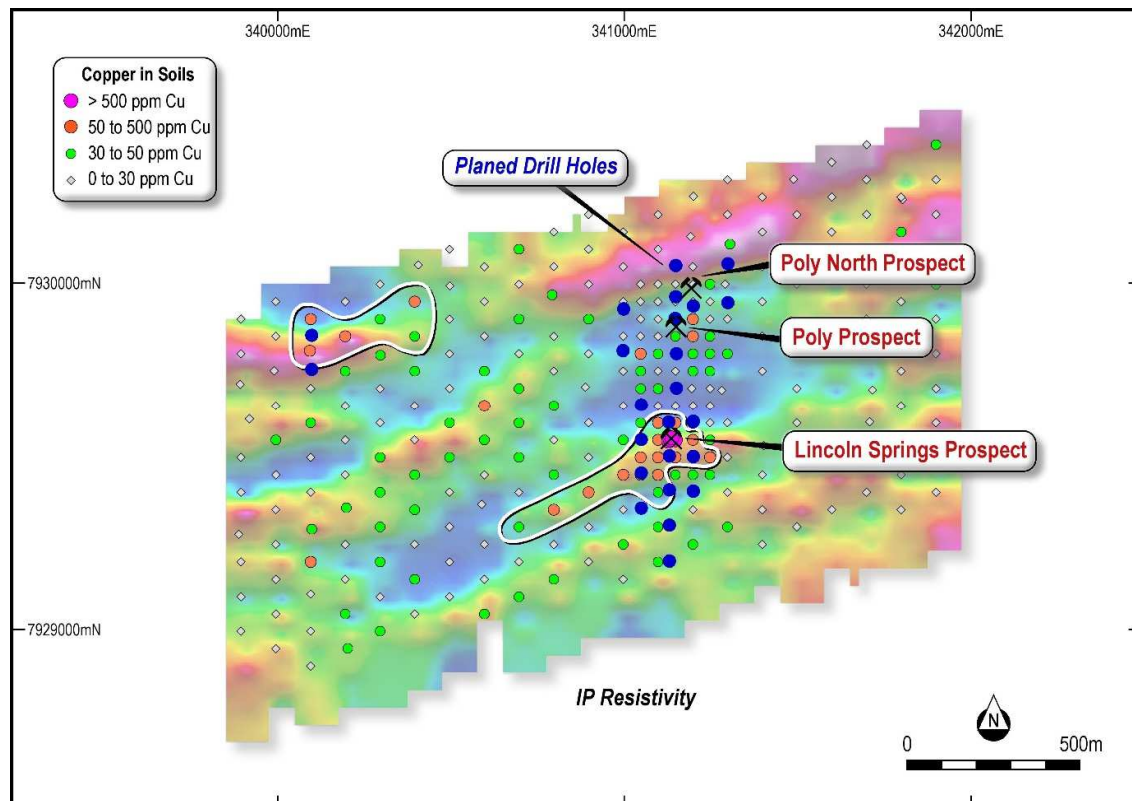 340000mE
341000mE
342000mE
Copper in Soils
> 500 ppm Cu
50 to 500 ppm Cu
30 to 50 ppm Cu
0 to 30 ppm Cu
Planed Drill Holes
Poly North Prospect
7930000mN
Poly Prospect
Lincoln Springs Prospect
7929000mN
IP Resistivity
N
0
500m